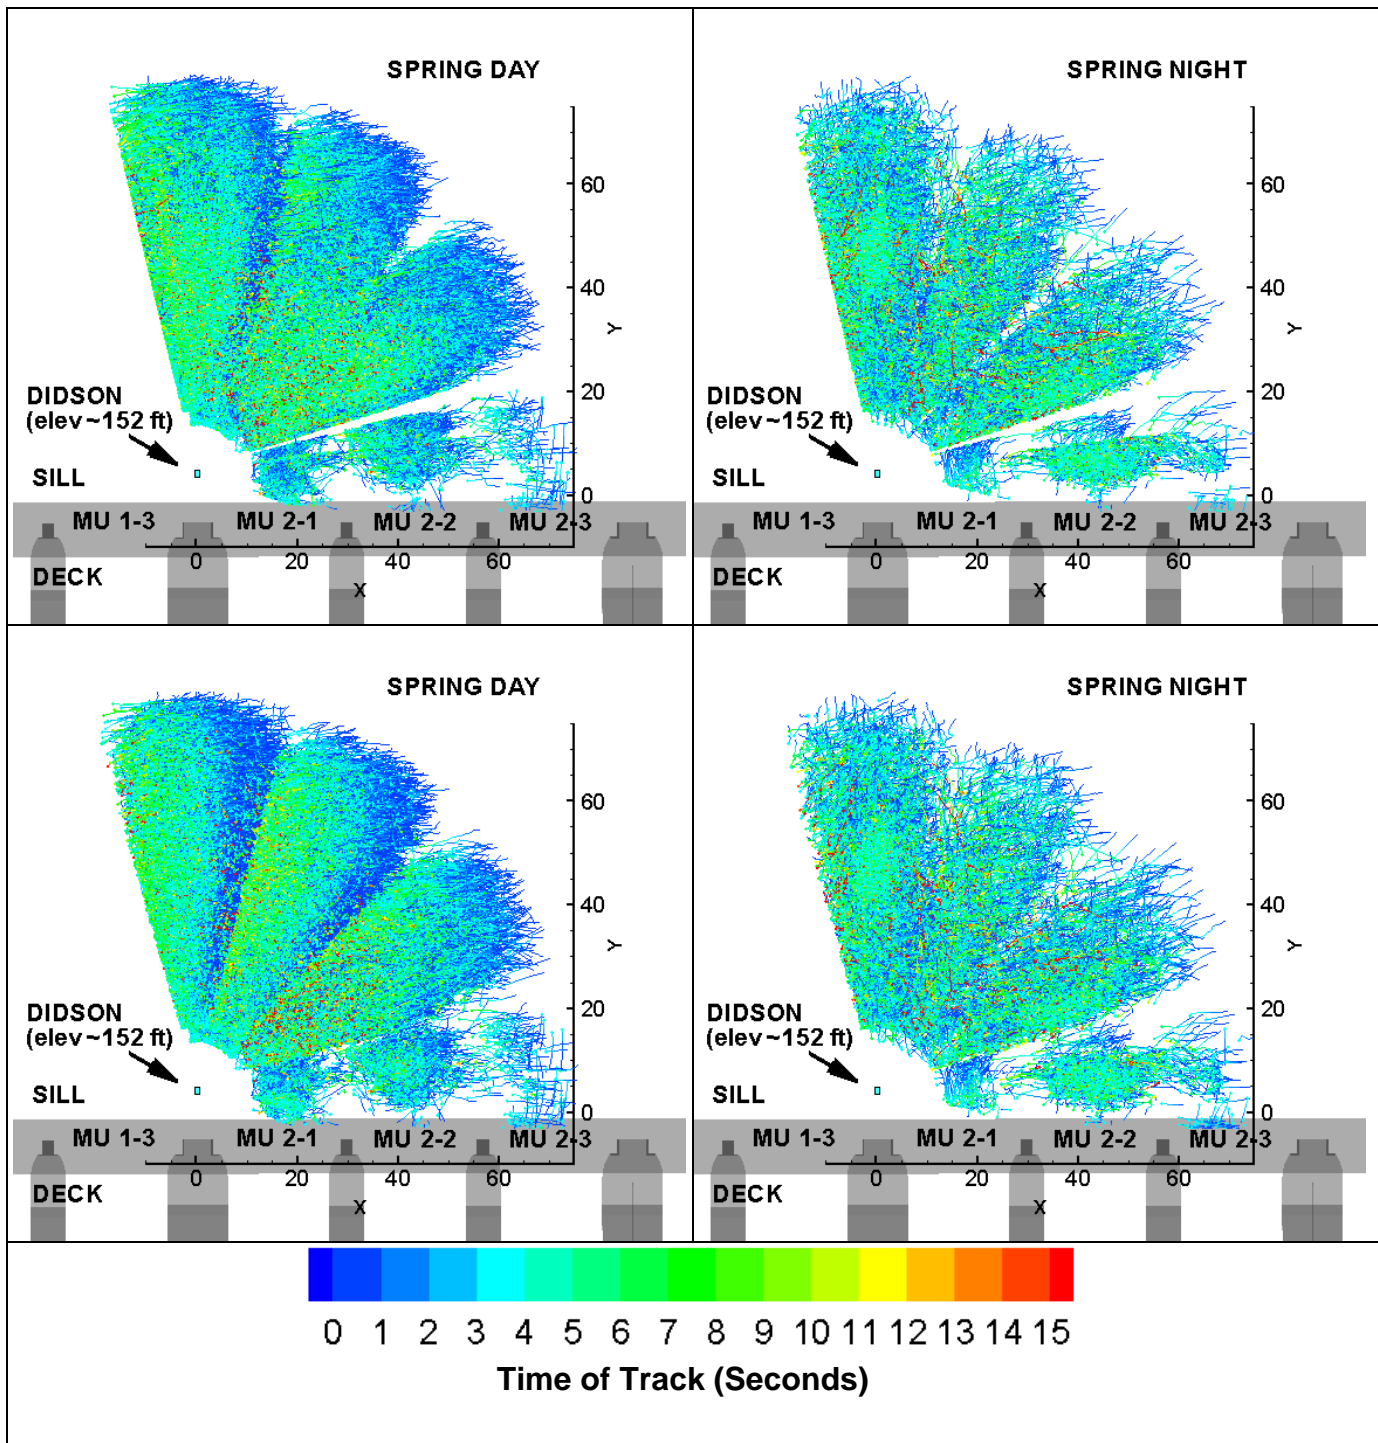 SPRING DAY
60
40
Y
20
0
DIDSON
(elev ~152 ft)
SILL
MU 1-3 MU 2-1 MU 2-2 MU 2-3
0 20 40 60
DECK
X
SPRING NIGHT
60
40
Y
20
0
DIDSON
(elev ~152 ft)
SILL
MU 1-3 MU 2-1 MU 2-2 MU 2-3
0 20 40 60
DECK
X
SPRING DAY
60
40
Y
20
0
DIDSON
(elev ~152 ft)
SILL
MU 1-3 MU 2-1 MU 2-2 MU 2-3
0 20 40 60
DECK
X
SPRING NIGHT
60
40
Y
20
0
DIDSON
(elev ~152 ft)
SILL
MU 1-3 MU 2-1 MU 2-2 MU 2-3
0 20 40 60
DECK
X
0 1 2 3 4 5 6 7 8 9 10 11 12 13 14 15
Time of Track (Seconds)